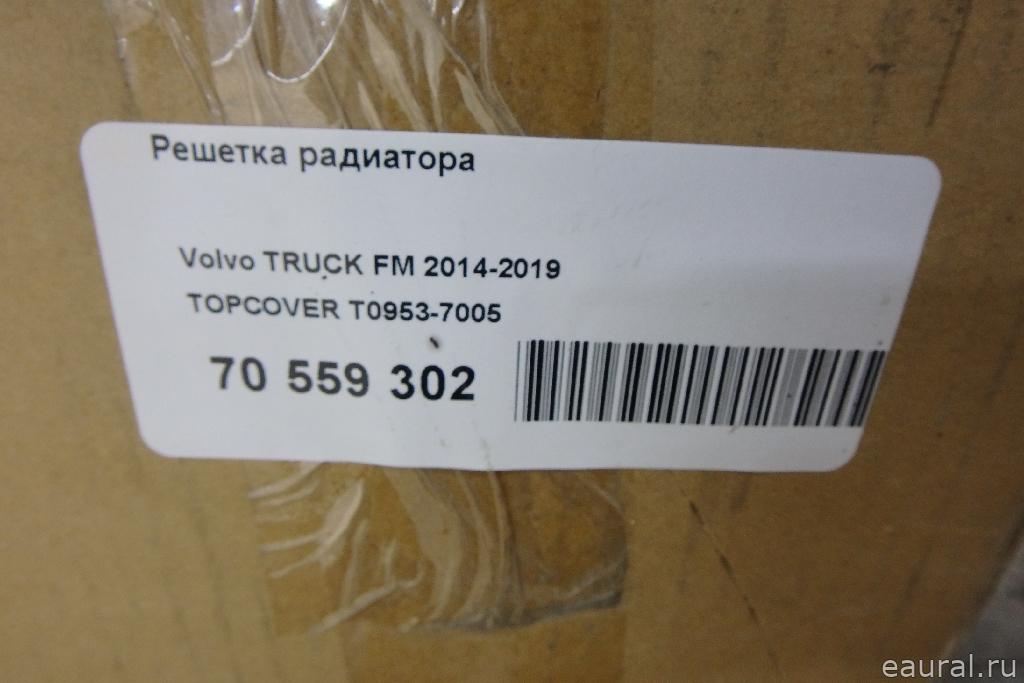 Решетка радиатора
Volvo TRUCK FM 2014-2019
TOPCOVER T0953-7005
70 559 302
eaural.ru